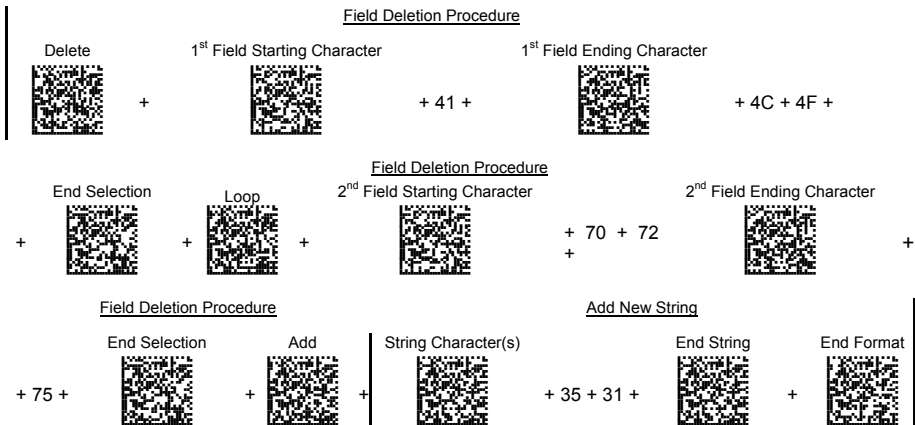 Field Deletion Procedure
Delete 1st Field Starting Character 1st Field Ending Character
+ + 41 + + 4C + 4F +
Field Deletion Procedure
End Selection Loop 2nd Field Starting Character 2nd Field Ending Character
+ + + + 70 + 72 +
+
Field Deletion Procedure Add New String
End Selection Add String Character(s) End String End Format
+ 75 + + + + 35 + 31 + +